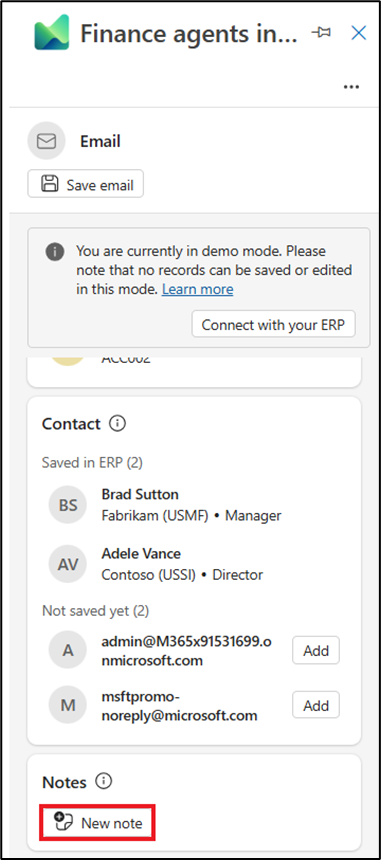 Finance agents in...
...
Email
Save email
You are currently in demo mode. Please
note that no records can be saved or edited
in this mode. Learn more
Connect with your ERP
ACC002
Contact
Saved in ERP (2)
BS
Brad Sutton
Fabrikam (USMF) • Manager
AV
Adele Vance
Contoso (USSI) • Director
Not saved yet (2)
A
admin@M365x91531699.o
nmicrosoft.com
Add
M
msftpromo-
noreply@microsoft.com
Add
Notes
New note